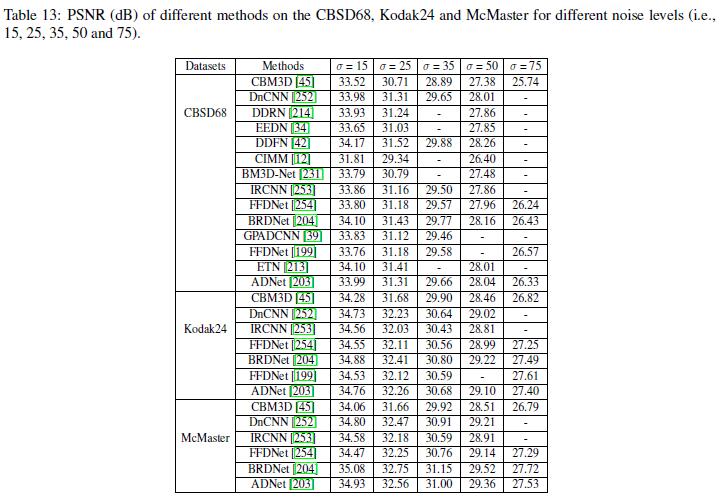 Table 13: PSNR (dB) of different methods on the CBSD68, Kodak24 and McMaster for different noise levels (i.e.,
15, 25, 35, 50 and 75).
Datasets Methods σ = 15 σ = 25 σ = 35 σ = 50 σ = 75
CBM3D [45] 33.52 30.71 28.89 27.38 25.74
DnCNN [252] 33.98 31.31 29.65 28.01 -
CBSD68 DDRN [214] 33.93 31.24 - 27.86 -
EEDN [34] 33.65 31.03 - 27.85 -
DDFN [42] 34.17 31.52 29.88 28.26 -
CIMM [12] 31.81 29.34 - 26.40 -
BM3D-Net [231] 33.79 30.79 - 27.48 -
IRCNN [253] 33.86 31.16 29.50 27.86 -
FFDNet [254] 33.80 31.18 29.57 27.96 26.24
BRDNet [204] 34.10 31.43 29.77 28.16 26.43
GPADCNN [39] 33.83 31.12 29.46 - -
FFDNet [199] 33.76 31.18 29.58 - 26.57
ETN [213] 34.10 31.41 - 28.01 -
ADNet [203] 33.99 31.31 29.66 28.04 26.33
CBM3D [45] 34.28 31.68 29.90 28.46 26.82
DnCNN [252] 34.73 32.23 30.64 29.02 -
Kodak24 IRCNN [253] 34.56 32.03 30.43 28.81 -
FFDNet [254] 34.55 32.11 30.56 28.99 27.25
BRDNet [204] 34.88 32.41 30.80 29.22 27.49
FFDNet [199] 34.53 32.12 30.59 - 27.61
ADNet [203] 34.76 32.26 30.68 29.10 27.40
CBM3D [45] 34.06 31.66 29.92 28.51 26.79
DnCNN [252] 34.80 32.47 30.91 29.21 -
McMaster IRCNN [253] 34.58 32.18 30.59 28.91 -
FFDNet [254] 34.47 32.25 30.76 29.14 27.29
BRDNet [204] 35.08 32.75 31.15 29.52 27.72
ADNet [203] 34.93 32.56 31.00 29.36 27.53